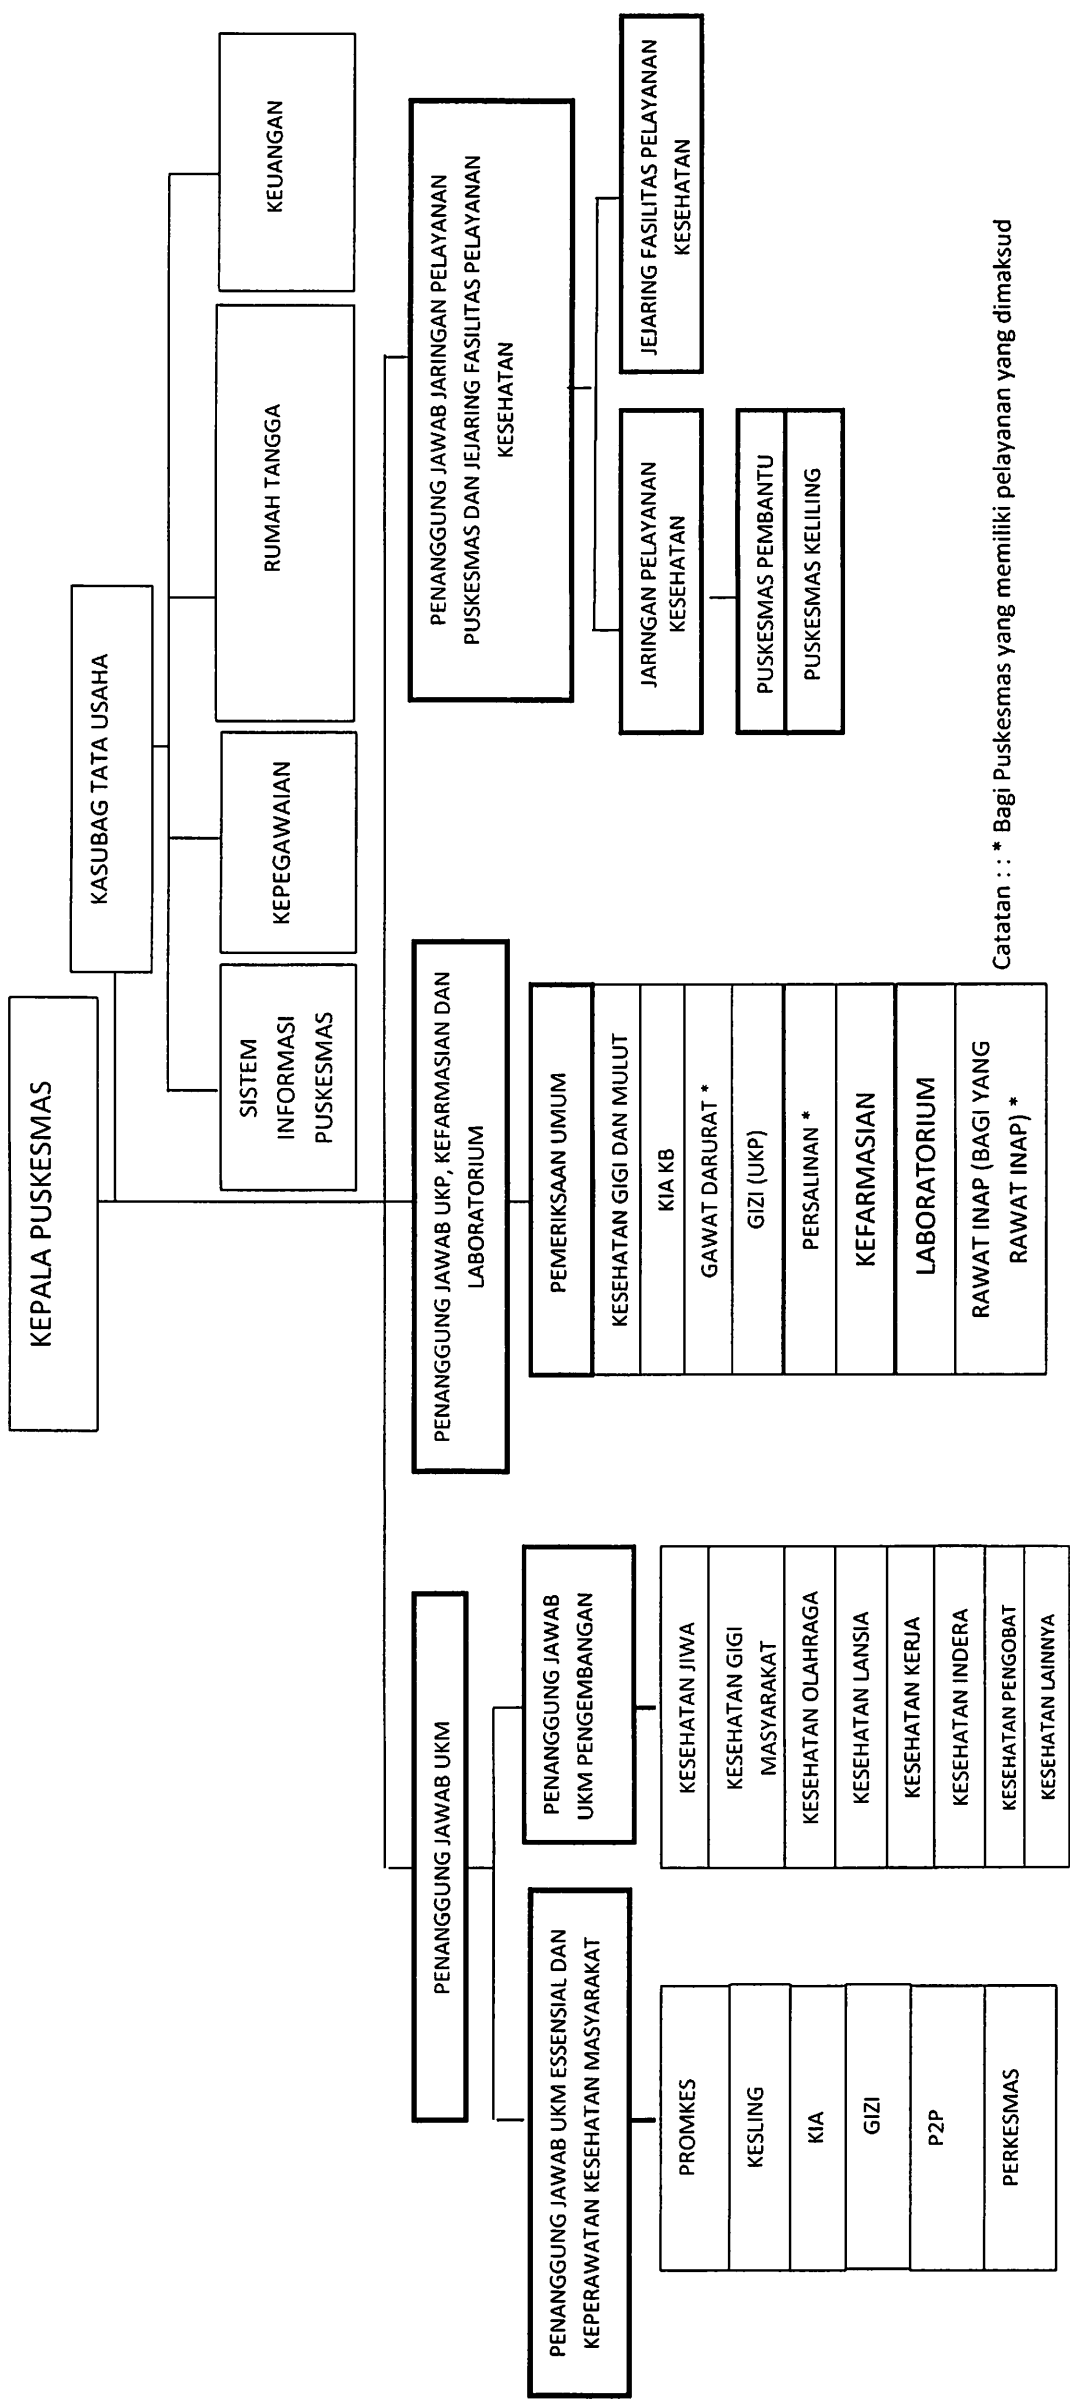 KEPALA PUSKESMAS
KASUBAG TATA USAHA
SISTEM
INFORMASI
PUSKESMAS
KEPEGAWAIAN
RUMAH TANGGA
KEUANGAN
PENANGGUNG JAWAB UKM
PENANGGUNG JAWAB UKM ESSENSIAL DAN
KEPERAWATAN KESEHATAN MASYARAKAT
PROMKES
KESLING
KIA
GIZI
P2P
PERKESMAS
PENANGGUNG JAWAB
UKM PENGEMBANGAN
KESEHATAN JIWA
KESEHATAN GIGI
MASYARAKAT
KESEHATAN OLAHRAGA
KESEHATAN LANSIA
KESEHATAN KERJA
KESEHATAN INDERA
KESEHATAN PENGOBAT
KESEHATAN LAINNYA
PENANGGUNG JAWAB UKP, KEFARMASIAN DAN
LABORATORIUM
PEMERIKSAAN UMUM
KESEHATAN GIGI DAN MULUT
KIA KB
GAWAT DARURAT *
GIZI (UKP)
PERSALINAN *
KEFARMASIAN
LABORATORIUM
RAWAT INAP (BAGI YANG
RAWAT INAP) *
PENANGGUNG JAWAB JARINGAN PELAYANAN
PUSKESMAS DAN JEJARING FASILITAS PELAYANAN
KESEHATAN
JARINGAN PELAYANAN
KESEHATAN
PUSKESMAS PEMBANTU
PUSKESMAS KELILING
JEJARING FASILITAS PELAYANAN
KESEHATAN
Catatan : : * Bagi Puskesmas yang memiliki pelayanan yang dimaksud